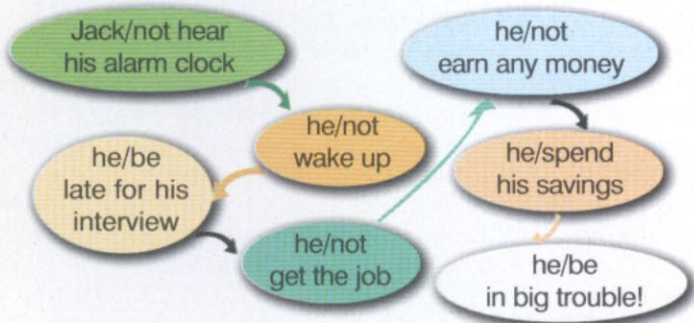 Jack/not hear
his alarm clock
he/not
wake up
he/be
late for his
interview
he/not
get the job
he/not
earn any money
he/spend
his savings
he/be
in big trouble!